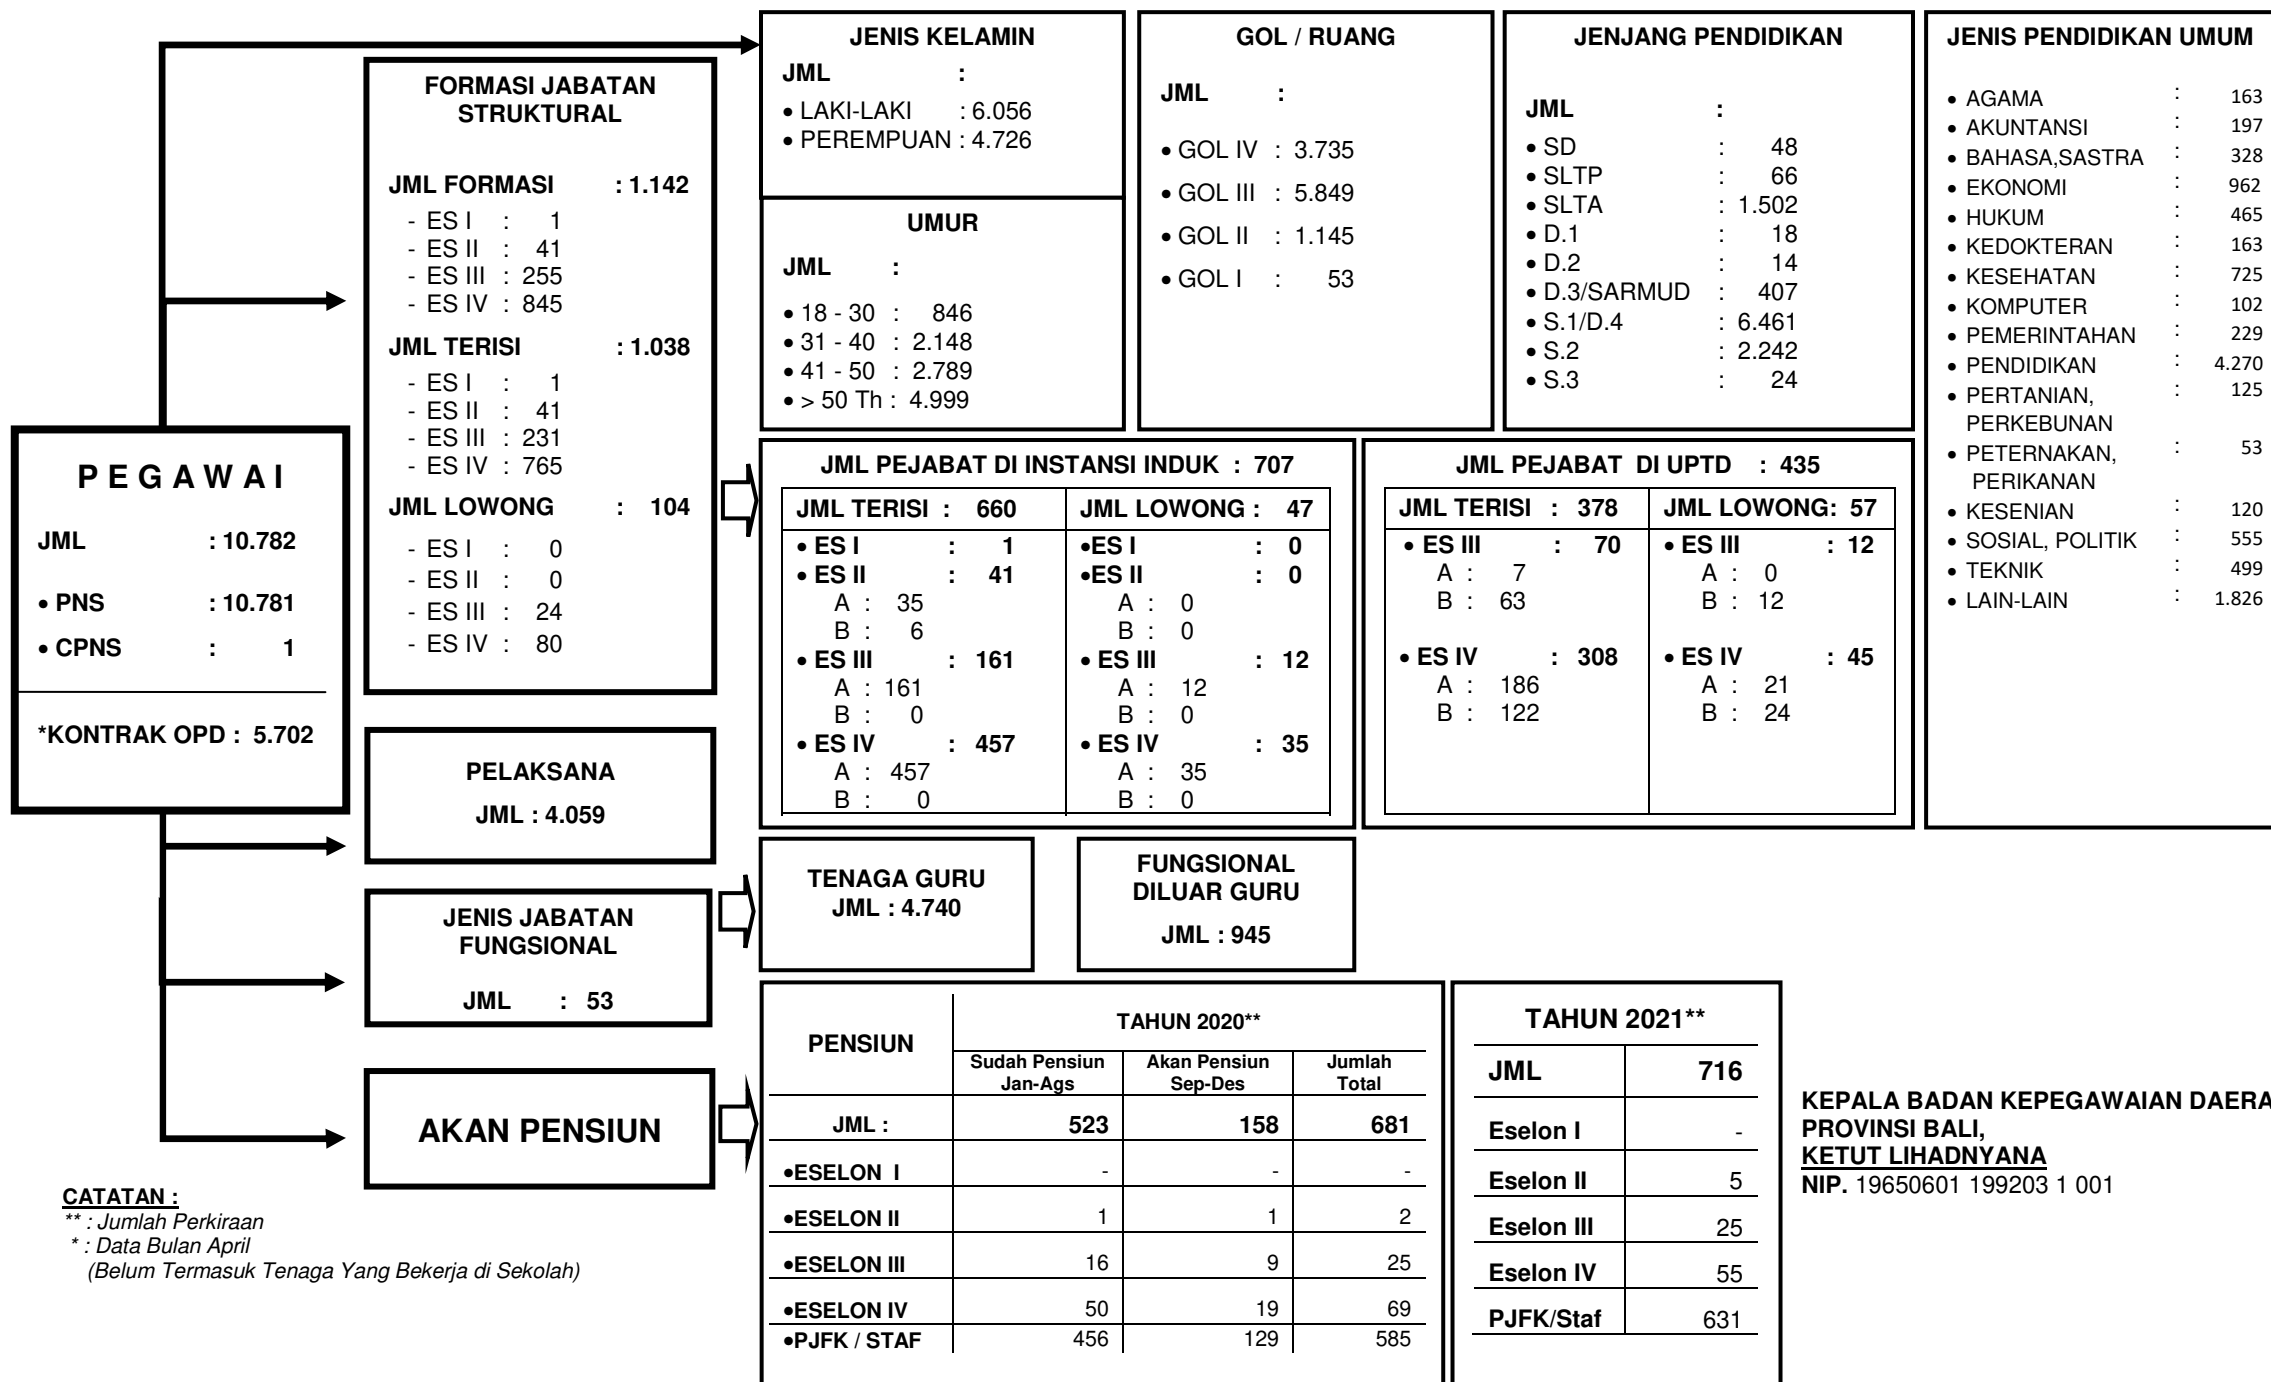 PEGAWAI
JML : 10.782
• PNS : 10.781
• CPNS : 1
*KONTRAK OPD : 5.702
FORMASI JABATAN
STRUKTURAL
JML FORMASI : 1.142
- ES I : 1
- ES II : 41
- ES III : 255
- ES IV : 845
JML TERISI : 1.038
- ES I : 1
- ES II : 41
- ES III : 231
- ES IV : 765
JML LOWONG : 104
- ES I : 0
- ES II : 0
- ES III : 24
- ES IV : 80
PELAKSANA
JML : 4.059
JENIS JABATAN
FUNGSIONAL
JML : 53
AKAN PENSIUN
JENIS KELAMIN
JML :
• LAKI-LAKI : 6.056
• PEREMPUAN : 4.726
UMUR
JML :
• 18 - 30 : 846
• 31 - 40 : 2.148
• 41 - 50 : 2.789
• > 50 Th : 4.999
GOL / RUANG
JML :
• GOL IV : 3.735
• GOL III : 5.849
• GOL II : 1.145
• GOL I : 53
JENJANG PENDIDIKAN
JML :
• SD : 48
• SLTP : 66
• SLTA : 1.502
• D.1 : 18
• D.2 : 14
• D.3/SARMUD : 407
• S.1/D.4 : 6.461
• S.2 : 2.242
• S.3 : 24
JENIS PENDIDIKAN UMUM
• AGAMA : 163
• AKUNTANSI : 197
• BAHASA,SASTRA : 328
• EKONOMI : 962
• HUKUM : 465
• KEDOKTERAN : 163
• KESEHATAN : 725
• KOMPUTER : 102
• PEMERINTAHAN : 229
• PENDIDIKAN : 4.270
• PERTANIAN, : 125
PERKEBUNAN
• PETERNAKAN, : 53
PERIKANAN
• KESENIAN : 120
• SOSIAL, POLITIK : 555
• TEKNIK : 499
• LAIN-LAIN : 1.826
JML PEJABAT DI INSTANSI INDUK : 707
JML TERISI : 660
• ES I : 1
• ES II : 41
A : 35
B : 6
• ES III : 161
A : 161
B : 0
• ES IV : 457
A : 457
B : 0
JML LOWONG : 47
•ES I : 0
•ES II : 0
A : 0
B : 0
• ES III : 12
A : 12
B : 0
• ES IV : 35
A : 35
B : 0
JML PEJABAT DI UPTD : 435
JML TERISI : 378
• ES III : 70
A : 7
B : 63
• ES IV : 308
A : 186
B : 122
JML LOWONG: 57
• ES III : 12
A : 0
B : 12
• ES IV : 45
A : 21
B : 24
TENAGA GURU
JML : 4.740
FUNGSIONAL
DILUAR GURU
JML : 945
PENSIUN TAHUN 2020**
Sudah Pensiun Akan Pensiun Jumlah
Jan-Ags Sep-Des Total
JML : 523 158 681
•ESELON I - - -
•ESELON II 1 1 2
•ESELON III 16 9 25
•ESELON IV 50 19 69
•PJFK / STAF 456 129 585
TAHUN 2021**
JML 716
Eselon I -
Eselon II 5
Eselon III 25
Eselon IV 55
PJFK/Staf 631
KEPALA BADAN KEPEGAWAIAN DAERA
PROVINSI BALI,
KETUT LIHADNYANA
NIP. 19650601 199203 1 001
CATATAN :
** : Jumlah Perkiraan
* : Data Bulan April
(Belum Termasuk Tenaga Yang Bekerja di Sekolah)